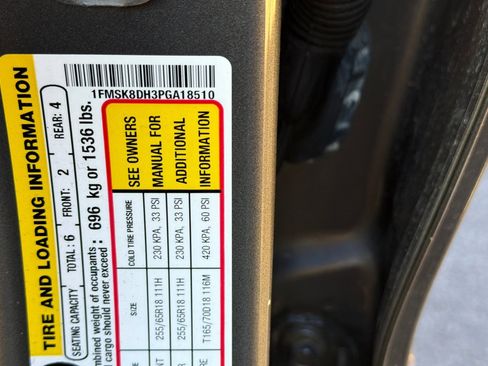 1FMSK8DH3PGA18510
TIRE AND LOADING INFORMATION
SEATING CAPACITY TOTAL: 6 FRONT: 2 REAR: 4
ombined weight of occupants
cargo should never exceed: 696 kg or 1536 lbs.
SIZE COLD TIRE PRESSURE SEE OWNERS
255/65R18 111H 230 KPA, 33 PSI MANUAL FOR
255/65R18 111H 230 KPA, 33 PSI ADDITIONAL
T165/70D18 116M 420 KPA, 60 PSI INFORMATION